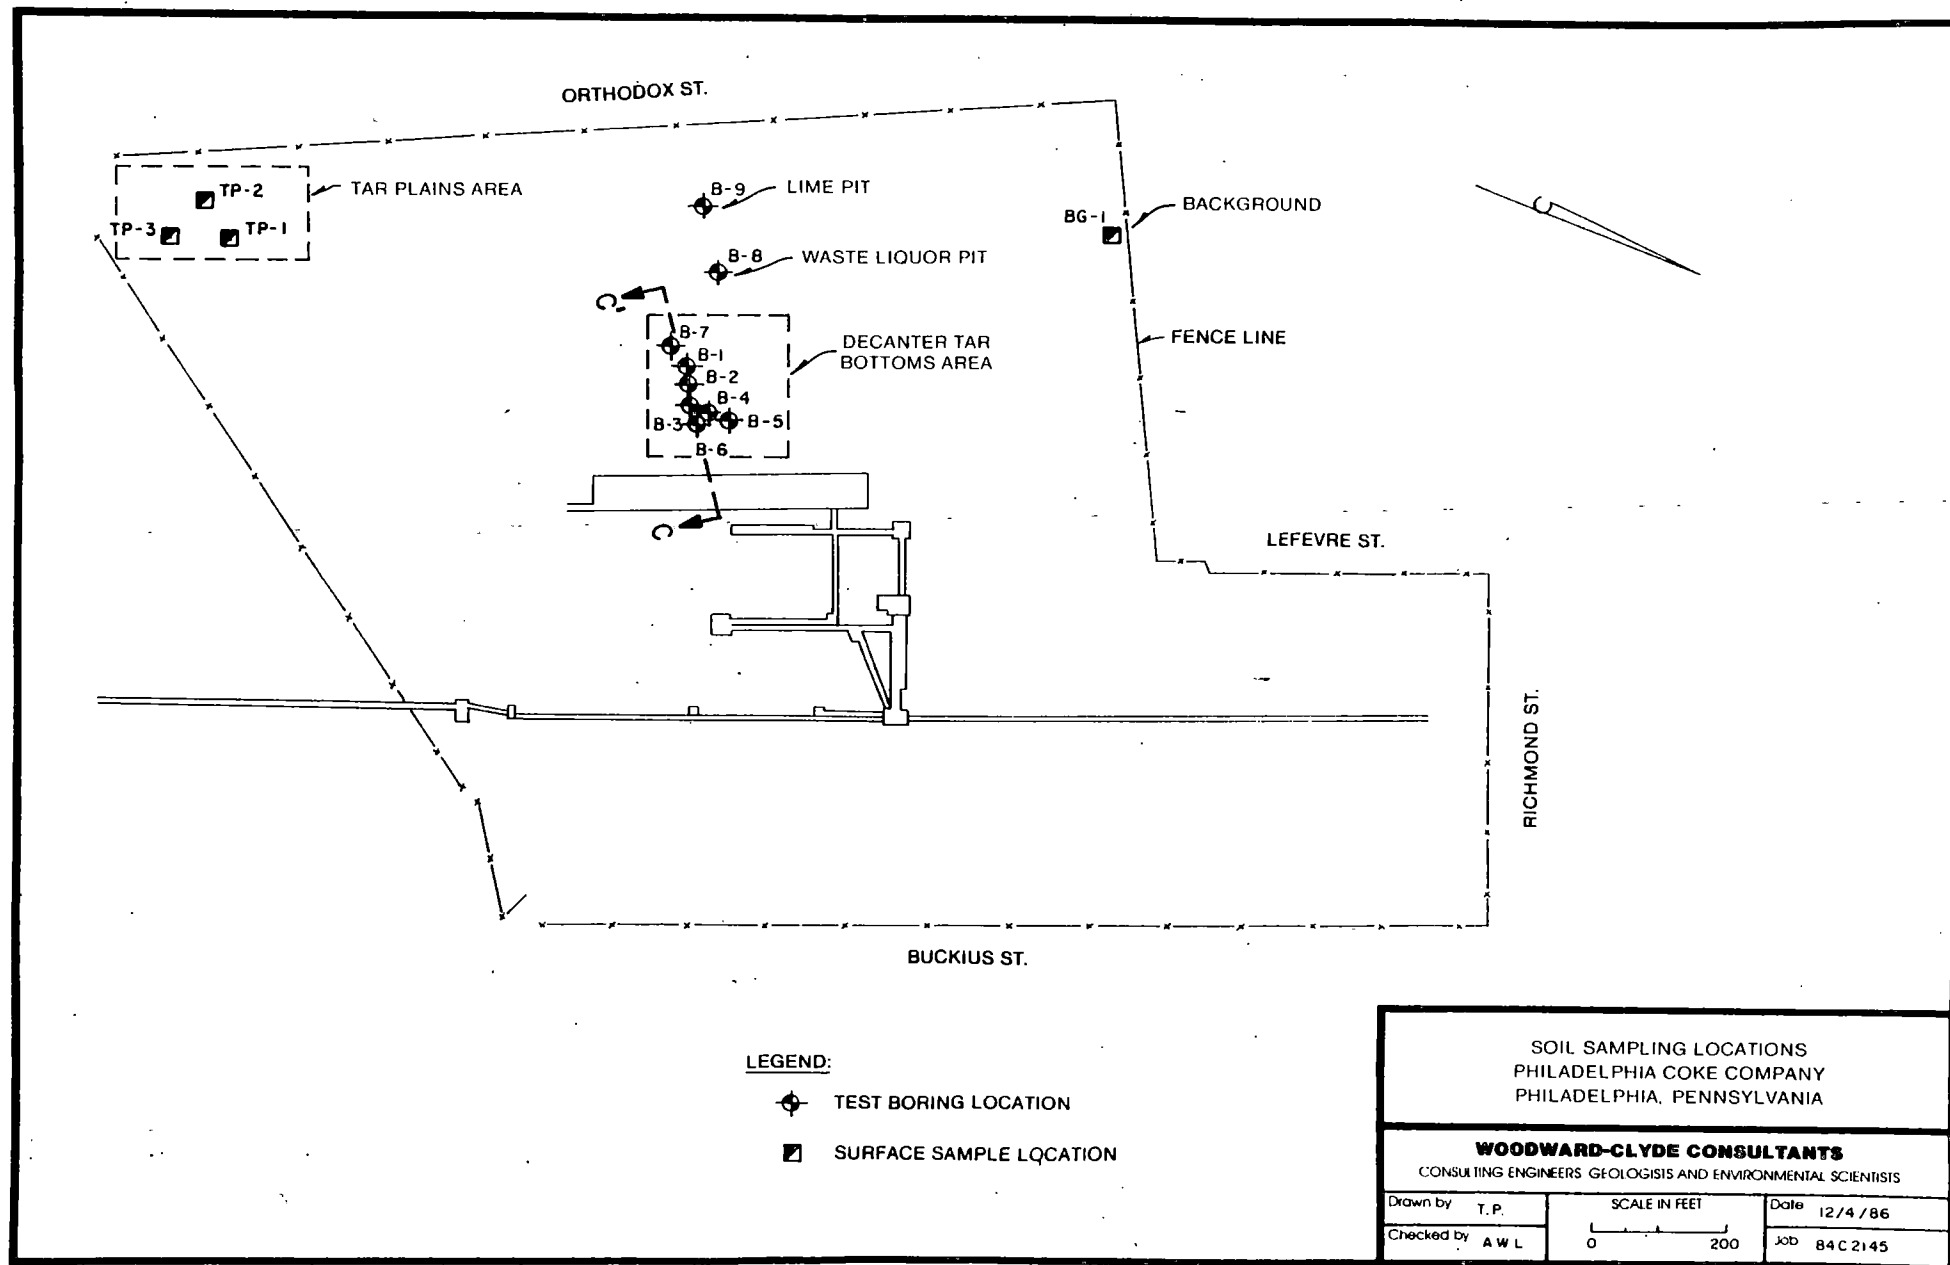 ORTHODOX ST.
TP-2
TAR PLAINS AREA
TP-3
TP-1
B-9
LIME PIT
B-8
WASTE LIQUOR PIT
BG-1
BACKGROUND
C'
B-7
B-1
B-2
B-4
B-3
B-5
B-6
DECANTER TAR
BOTTOMS AREA
FENCE LINE
C
LEFEVRE ST.
RICHMOND ST.
BUCKIUS ST.
LEGEND:
TEST BORING LOCATION
SURFACE SAMPLE LOCATION
SOIL SAMPLING LOCATIONS
PHILADELPHIA COKE COMPANY
PHILADELPHIA, PENNSYLVANIA
WOODWARD-CLYDE CONSULTANTS
CONSULTING ENGINEERS GEOLOGISTS AND ENVIRONMENTAL SCIENTISTS
Drawn by T.P.
SCALE IN FEET
0 200
Date 12/4/86
Checked by AWL
Job 84C2145